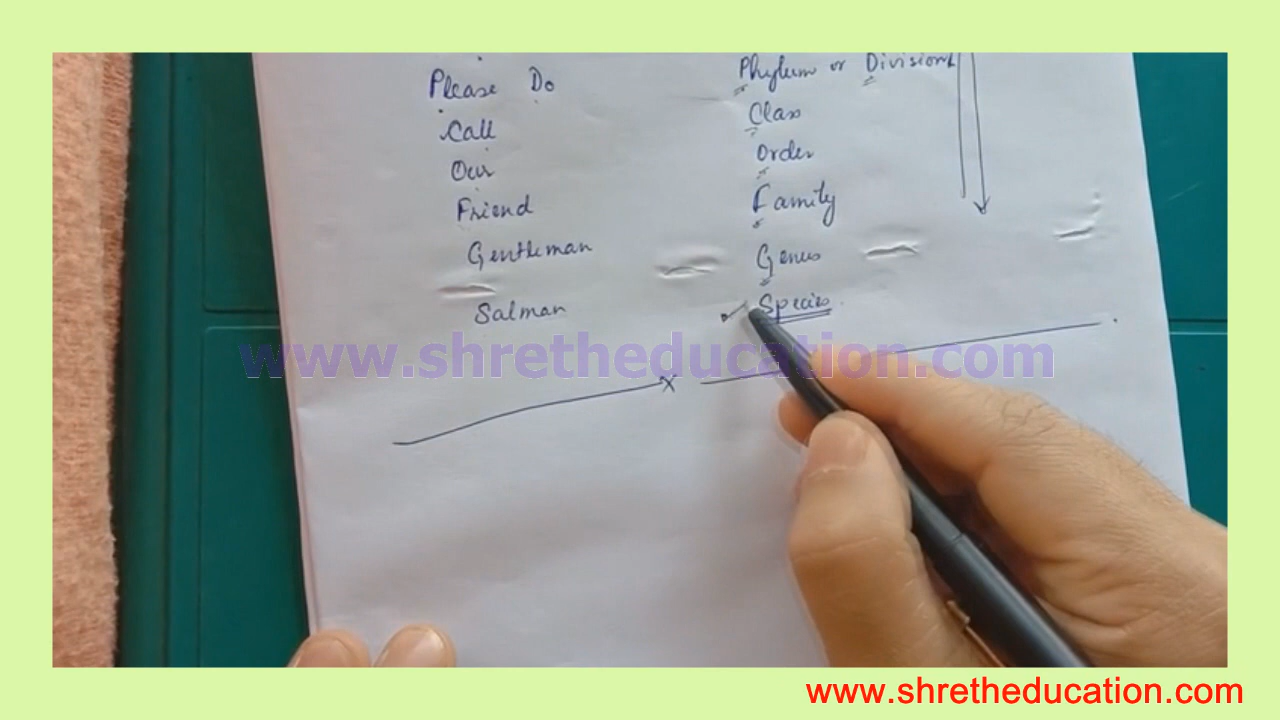 Please Do Phylum or Division
Call Class
Our Order
Friend Family
Gentleman Genus
Salman Species
www.shretheducation.com
x
www.shretheducation.com